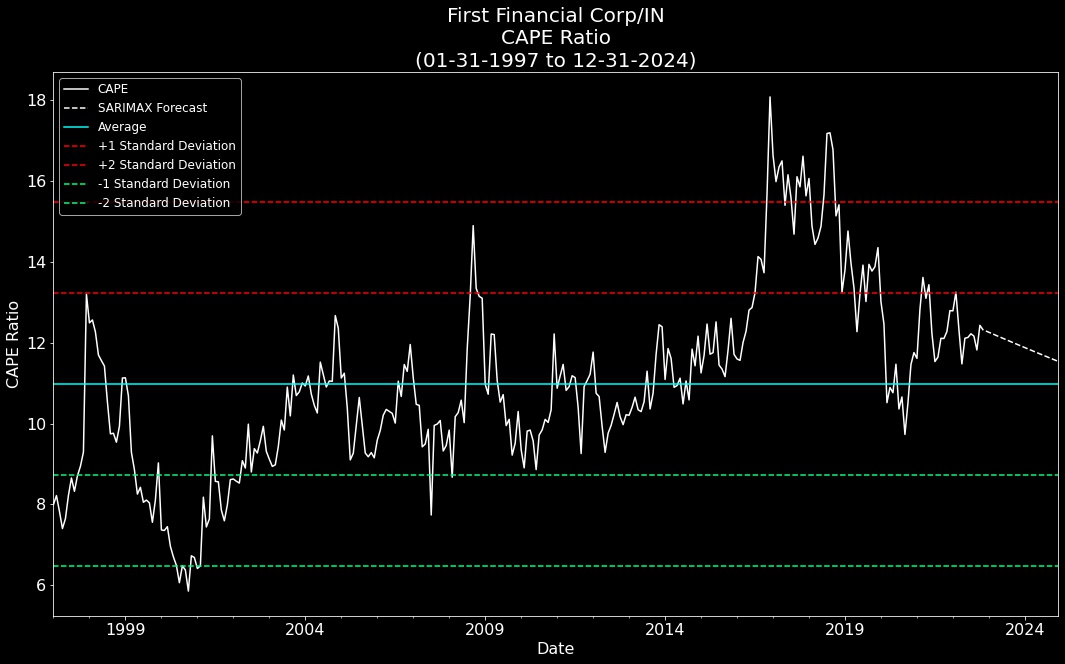 First Financial Corp/IN
CAPE Ratio
(01-31-1997 to 12-31-2024)
CAPE
SARIMAX Forecast
Average
+1 Standard Deviation
+2 Standard Deviation
-1 Standard Deviation
-2 Standard Deviation
18
16
14
12
10
8
6
CAPE Ratio
1999
2004
2009
2014
2019
2024
Date